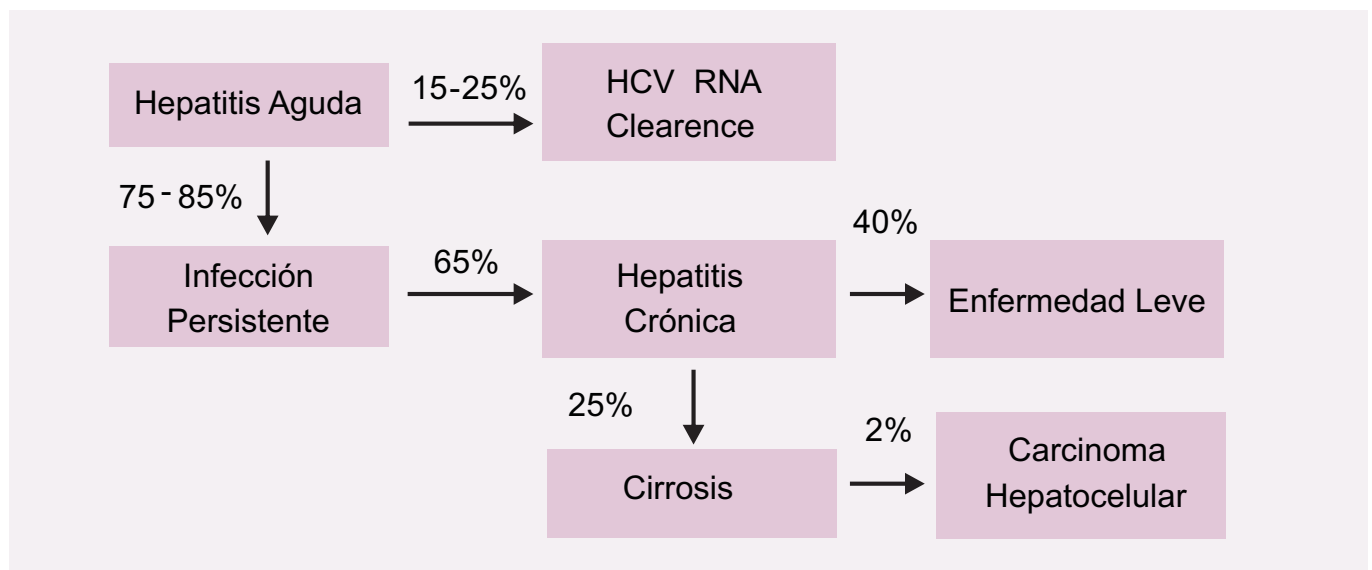 Hepatitis Aguda
15-25%
HCV RNA
Clearence
75-85%
Infección
Persistente
65%
Hepatitis
Crónica
40%
Enfermedad Leve
25%
Cirrosis
2%
Carcinoma
Hepatocelular